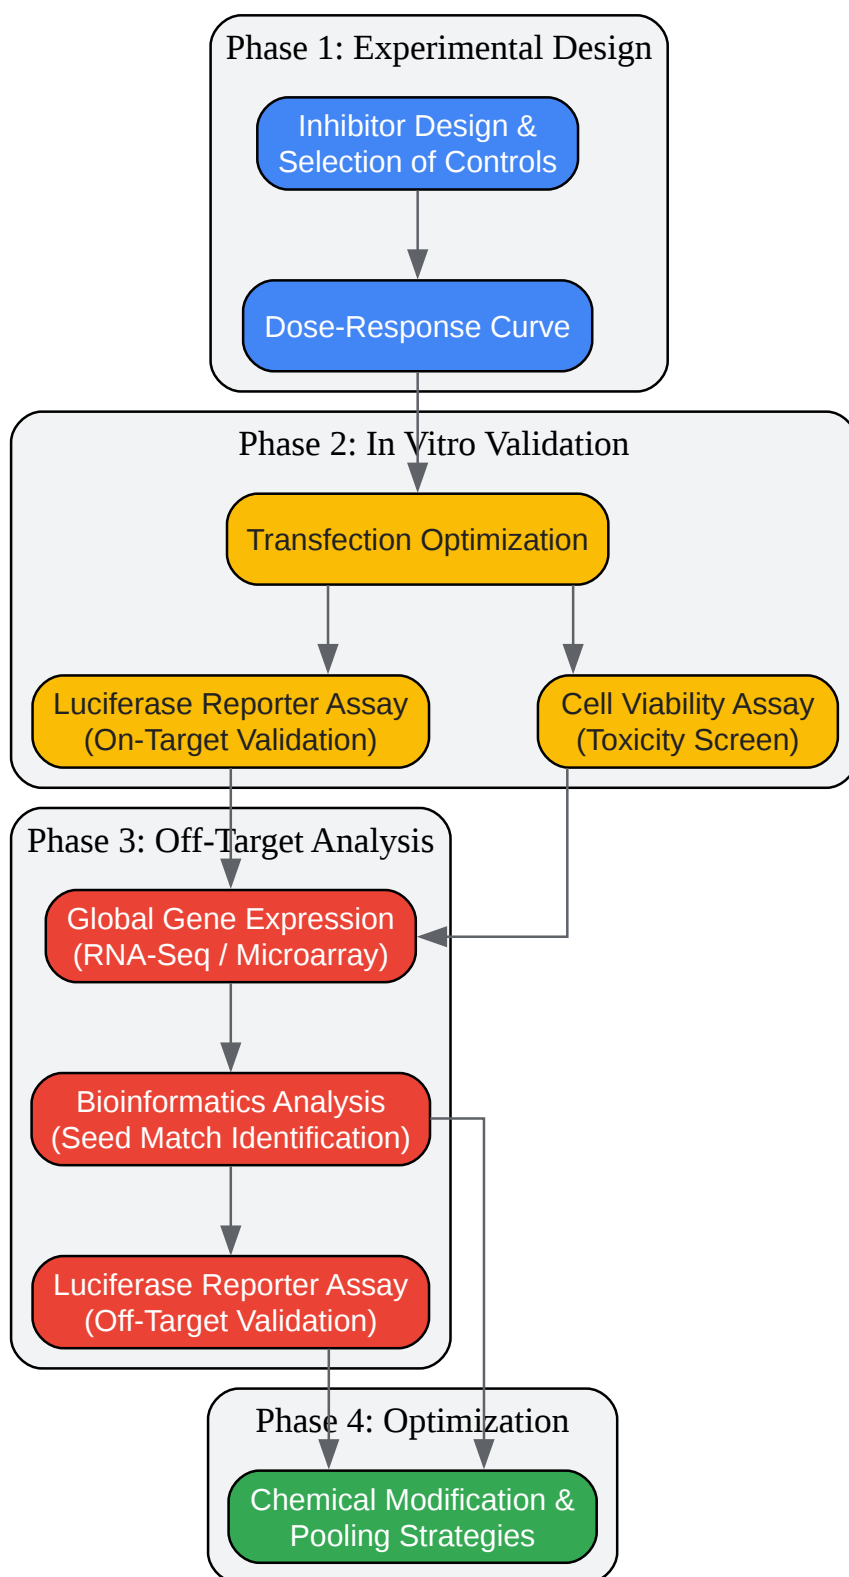 Phase 1: Experimental Design
Inhibitor Design &
Selection of Controls
Dose-Response Curve
Phase 2: In Vitro Validation
Transfection Optimization
Luciferase Reporter Assay
(On-Target Validation)
Cell Viability Assay
(Toxicity Screen)
Phase 3: Off-Target Analysis
Global Gene Expression
(RNA-Seq / Microarray)
Bioinformatics Analysis
(Seed Match Identification)
Luciferase Reporter Assay
(Off-Target Validation)
Phase 4: Optimization
Chemical Modification &
Pooling Strategies